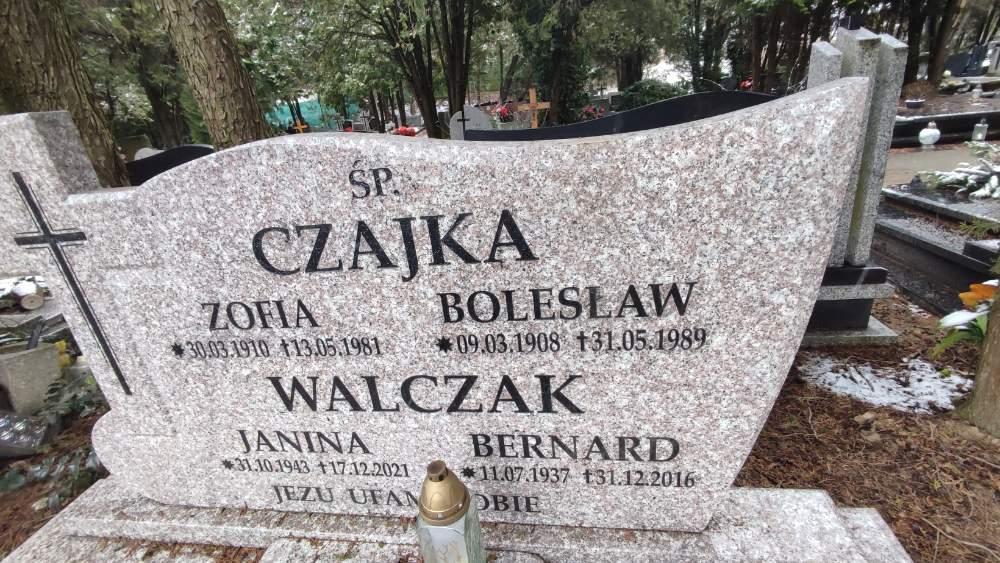 ŚP.
CZAJKA
ZOFIA BOLESŁAW
*30.03.1910 †13.05.1981 *09.03.1908 †31.05.1989
WALCZAK
JANINA BERNARD
*31.10.1943 †17.12.2021 *11.07.1937 †31.12.2016
JEZU UFAM OBIE